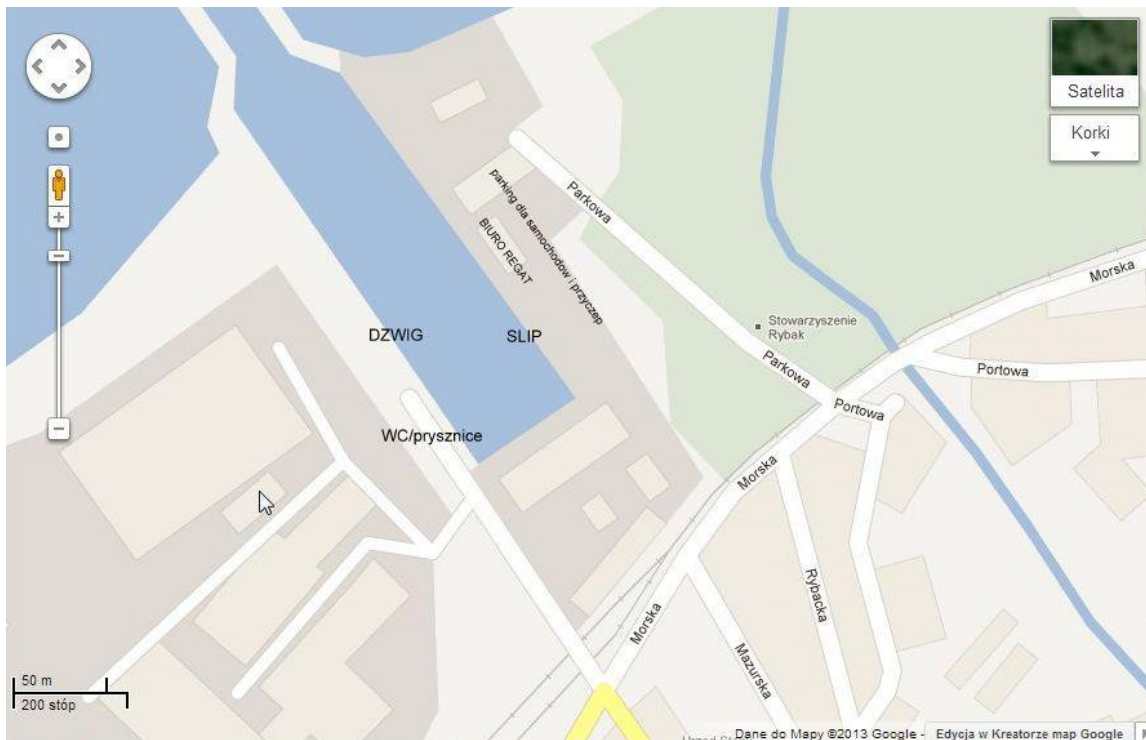 Satelita
Korki
Parkowa
parking dla samochodow i przyczep
BIURO REGAT
Morska
Stowarzyszenie
Rybak
DZWIG
SLIP
Parkowa
Portowa
Portowa
WC/prysznice
Morska
Rybacka
Morska
Mazurska
50 m
200 stóp
Dane do Mapy ©2013 Google -
Edycja w Kreatorze map Google